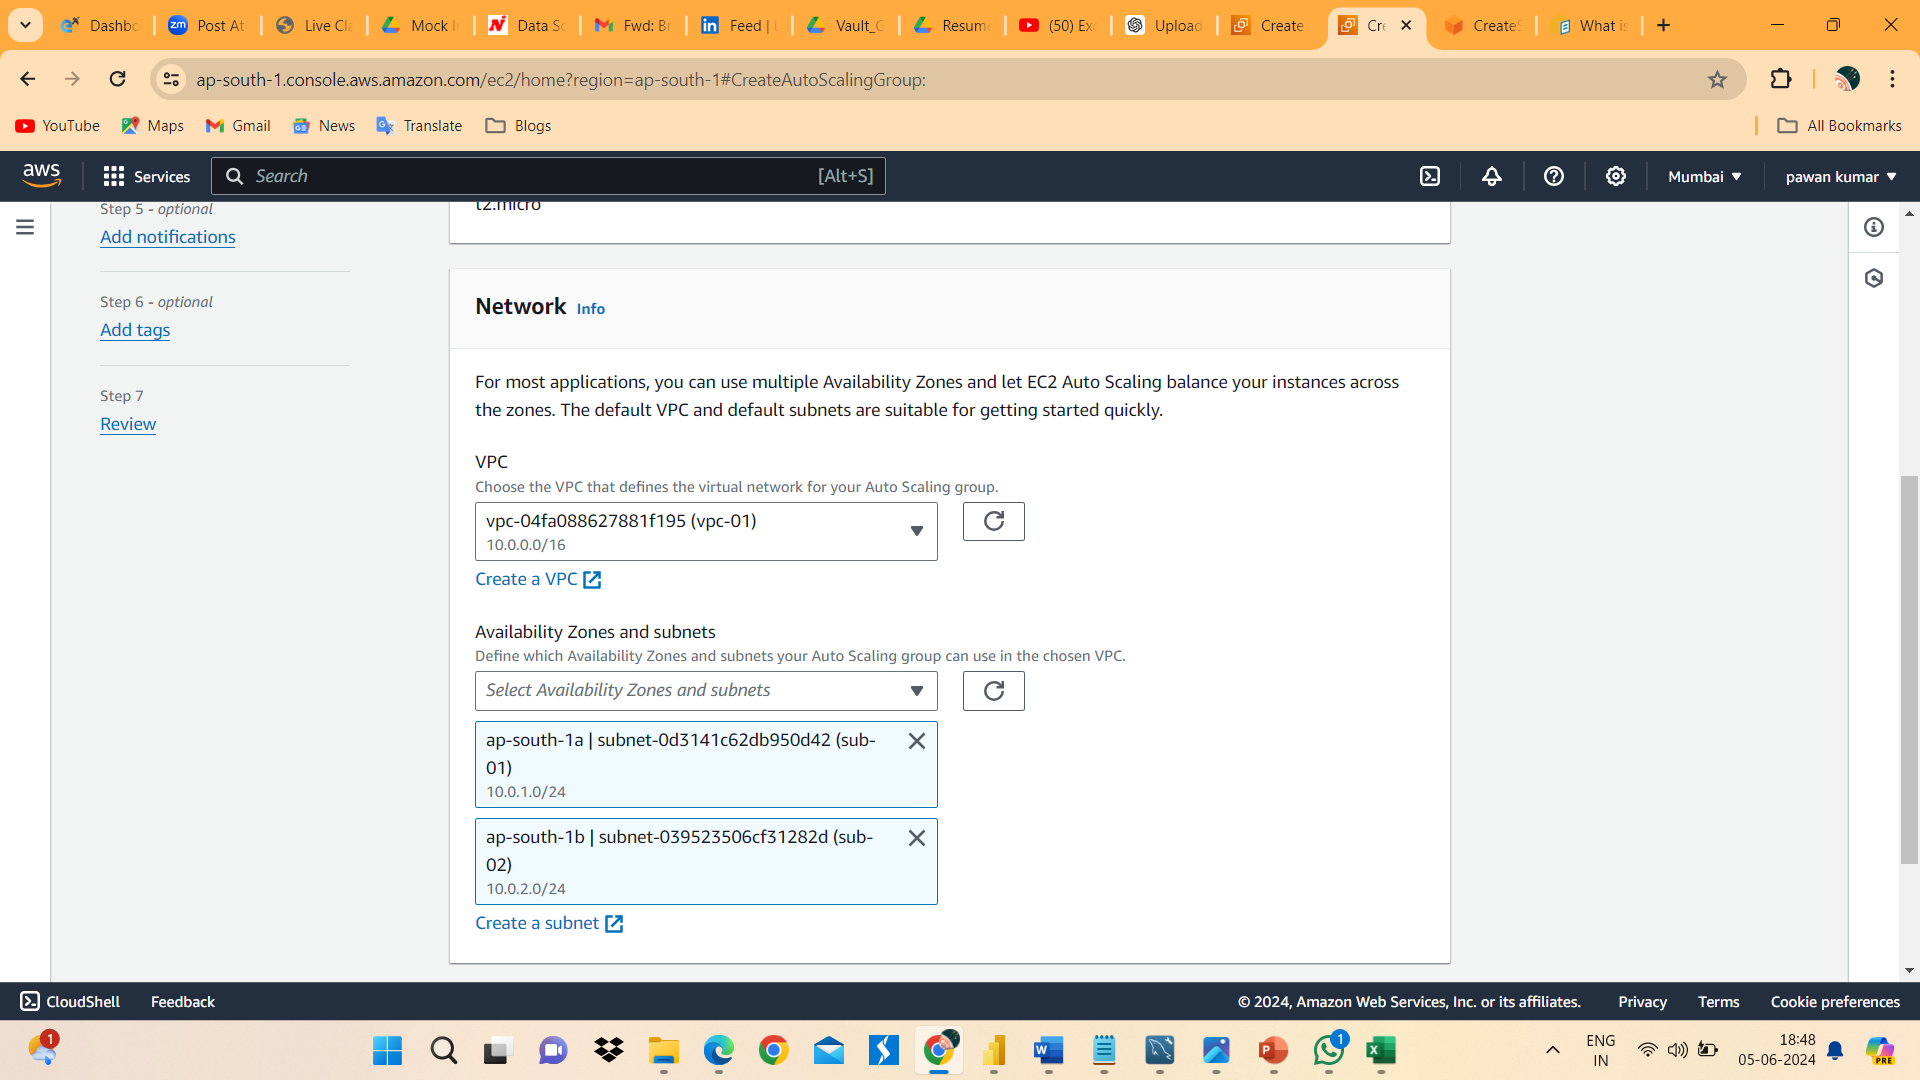 Dashbo
zm Post At
Live Cla
Mock I
Data Sc
Fwd: Br
Feed |
Vault_G
Resume
(50) Exc
Upload
Create
Cre
CreateS
What is
ap-south-1.console.aws.amazon.com/ec2/home?region=ap-south-1#CreateAutoScalingGroup:
YouTube
Maps
Gmail
News
Translate
Blogs
All Bookmarks
aws
Services
Search
[Alt+S]
Mumbai
pawan kumar
Step 5 - optional
Add notifications
Step 6 - optional
Add tags
Step 7
Review
t2.micro
Network Info
For most applications, you can use multiple Availability Zones and let EC2 Auto Scaling balance your instances across
the zones. The default VPC and default subnets are suitable for getting started quickly.
VPC
Choose the VPC that defines the virtual network for your Auto Scaling group.
vpc-04fa088627881f195 (vpc-01)
10.0.0.0/16
Create a VPC
Availability Zones and subnets
Define which Availability Zones and subnets your Auto Scaling group can use in the chosen VPC.
Select Availability Zones and subnets
ap-south-1a | subnet-0d3141c62db950d42 (sub-
01)
10.0.1.0/24
ap-south-1b | subnet-039523506cf31282d (sub-
02)
10.0.2.0/24
Create a subnet
CloudShell
Feedback
© 2024, Amazon Web Services, Inc. or its affiliates.
Privacy
Terms
Cookie preferences
1
1
ENG
IN
18:48
05-06-2024
PRE